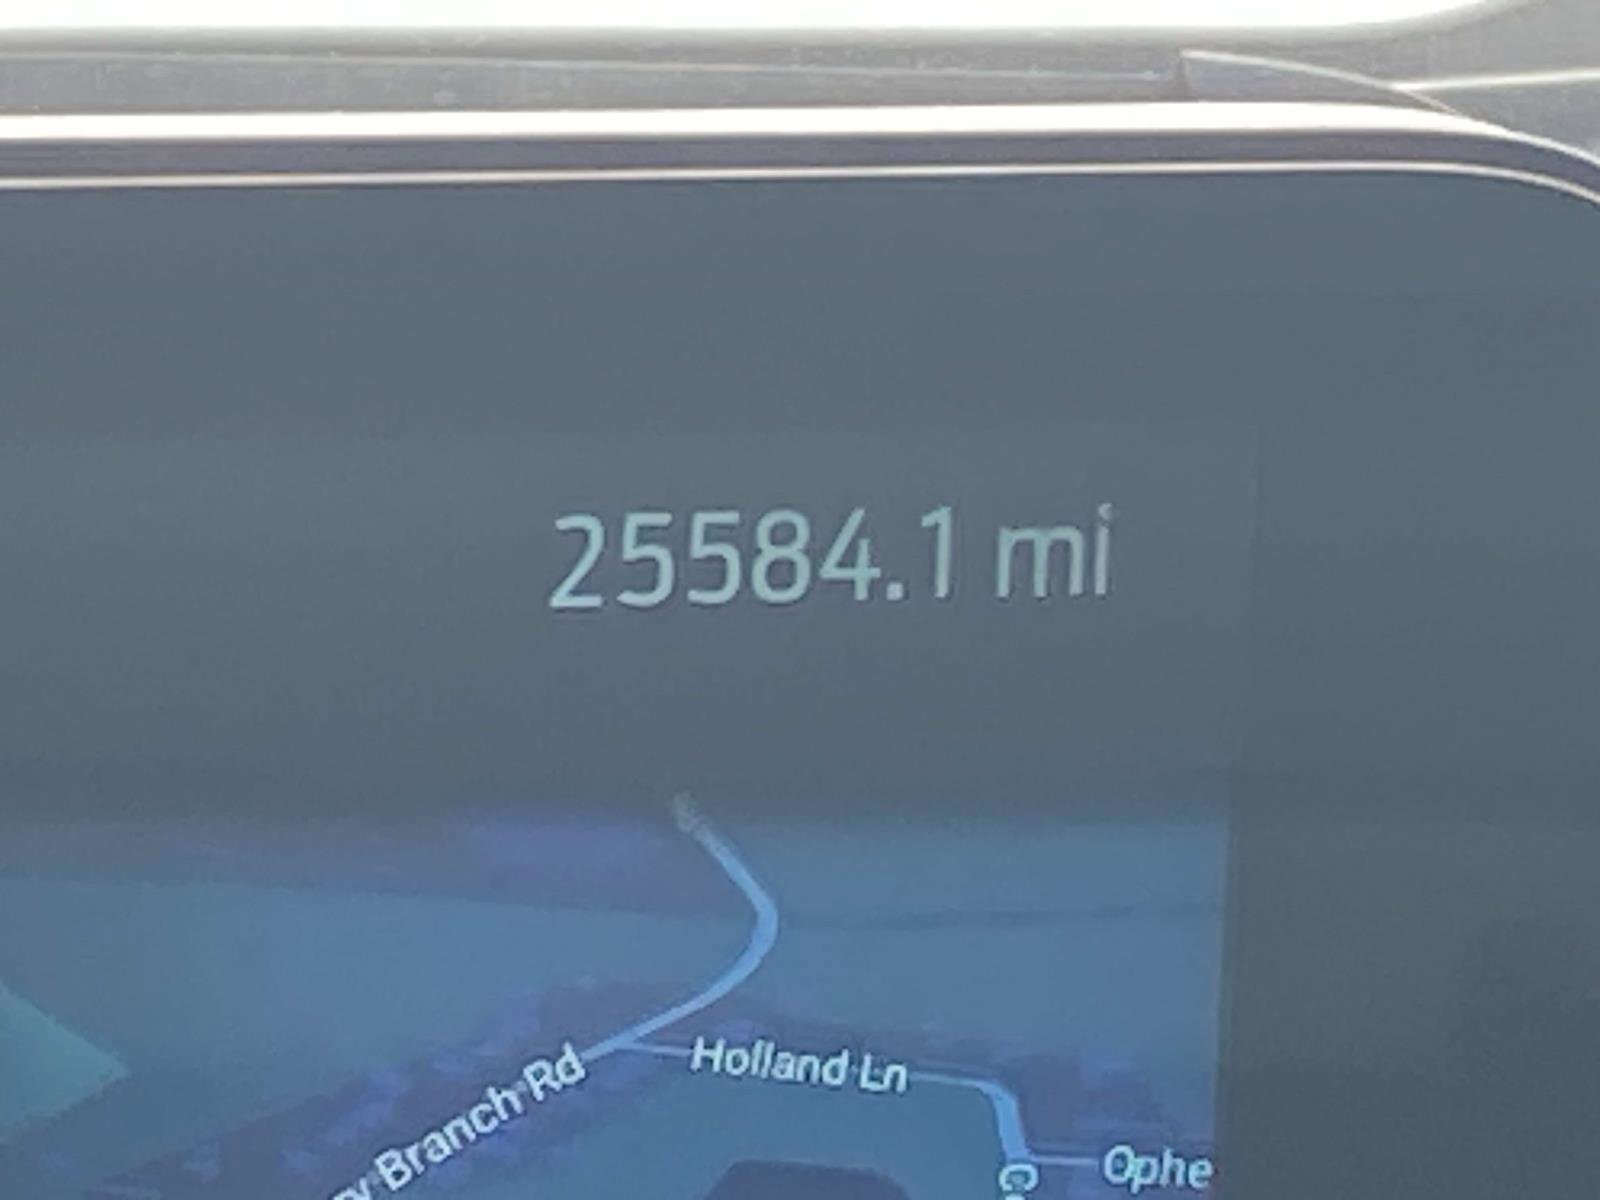 25584.1 mi
Holland Ln
Branch Rd
Ophe